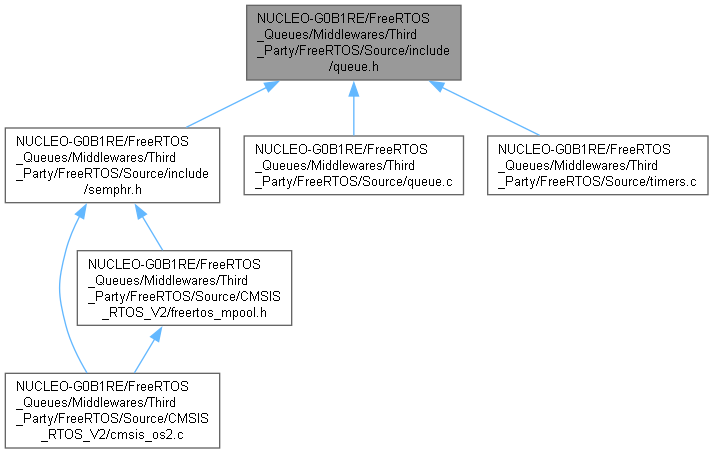 NUCLEO-G0B1RE/FreeRTOS
_Queues/Middlewares/Third
_Party/FreeRTOS/Source/include
/queue.h
NUCLEO-G0B1RE/FreeRTOS
_Queues/Middlewares/Third
_Party/FreeRTOS/Source/include
/semphr.h
NUCLEO-G0B1RE/FreeRTOS
_Queues/Middlewares/Third
_Party/FreeRTOS/Source/queue.c
NUCLEO-G0B1RE/FreeRTOS
_Queues/Middlewares/Third
_Party/FreeRTOS/Source/timers.c
NUCLEO-G0B1RE/FreeRTOS
_Queues/Middlewares/Third
_Party/FreeRTOS/Source/CMSIS
_RTOS_V2/freertos_mpool.h
NUCLEO-G0B1RE/FreeRTOS
_Queues/Middlewares/Third
_Party/FreeRTOS/Source/CMSIS
_RTOS_V2/cmsis_os2.c